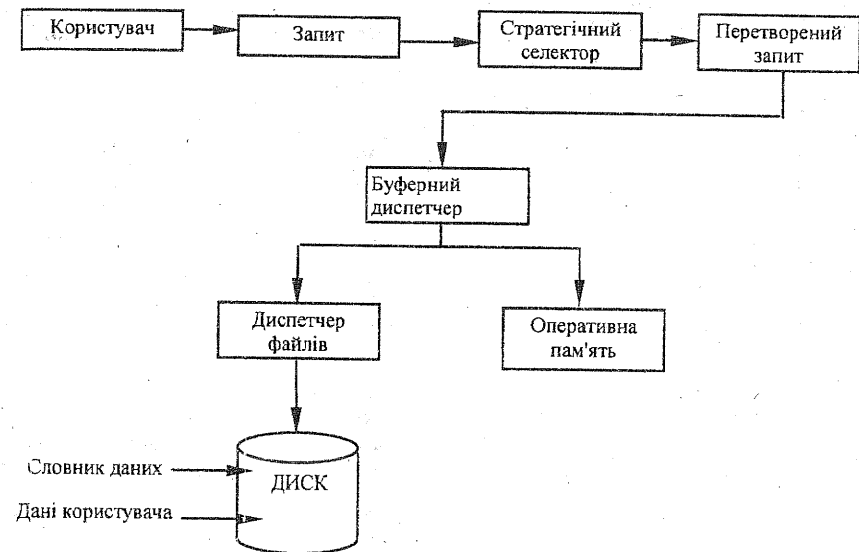 Користувач
Запит
Стратегічний
селектор
Перетворений
запит
Буферний
диспетчер
Диспетчер
файлів
Оперативна
пам'ять
Словник даних
ДИСК
Дані користувача